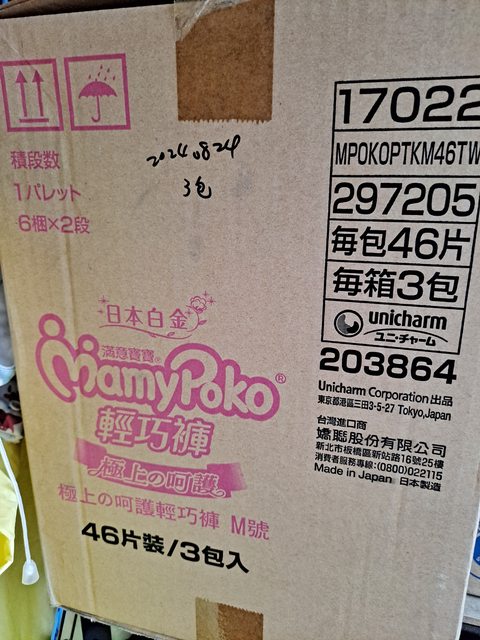 積段数
1パレット
6梱×2段
20240824
3包
17022
MPOKOPTKM46TW
297205
每包46片
每箱3包
unicharm
ユニ・チャーム
203864
Unicharm Corporation 出品
東京都港區三田3-5-27 Tokyo,Japan
台灣進口商
嬌聯股份有限公司
新北市板橋區新站路16號25樓
消費者服務專線:(0800)022115
Made in Japan 日本製造
日本白金
滿意寶寶®
MamyPoko®
輕巧褲
極上の呵護
極上の呵護輕巧褲 M號
46片裝/3包入